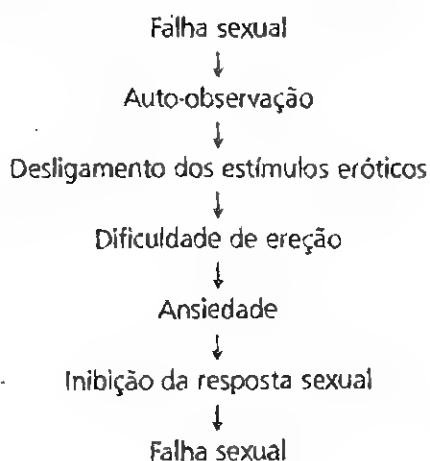 Falha sexual
↓
Auto-observação
↓
Desligamento dos estímulos eróticos
↓
Dificuldade de ereção
↓
Ansiedade
↓
Inibição da resposta sexual
↓
Falha sexual